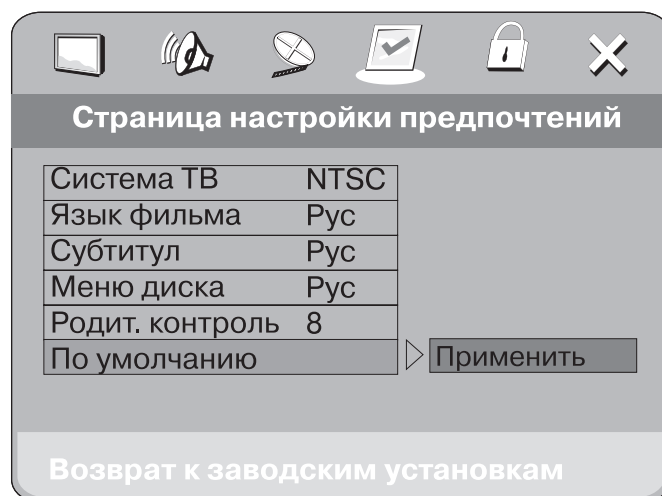 Страница настройки предпочтений
Система ТВ NTSC
Язык фильма Рус
Субтитул Рус
Меню диска Рус
Родит. контроль 8
По умолчанию Применить
Возврат к заводским установкам